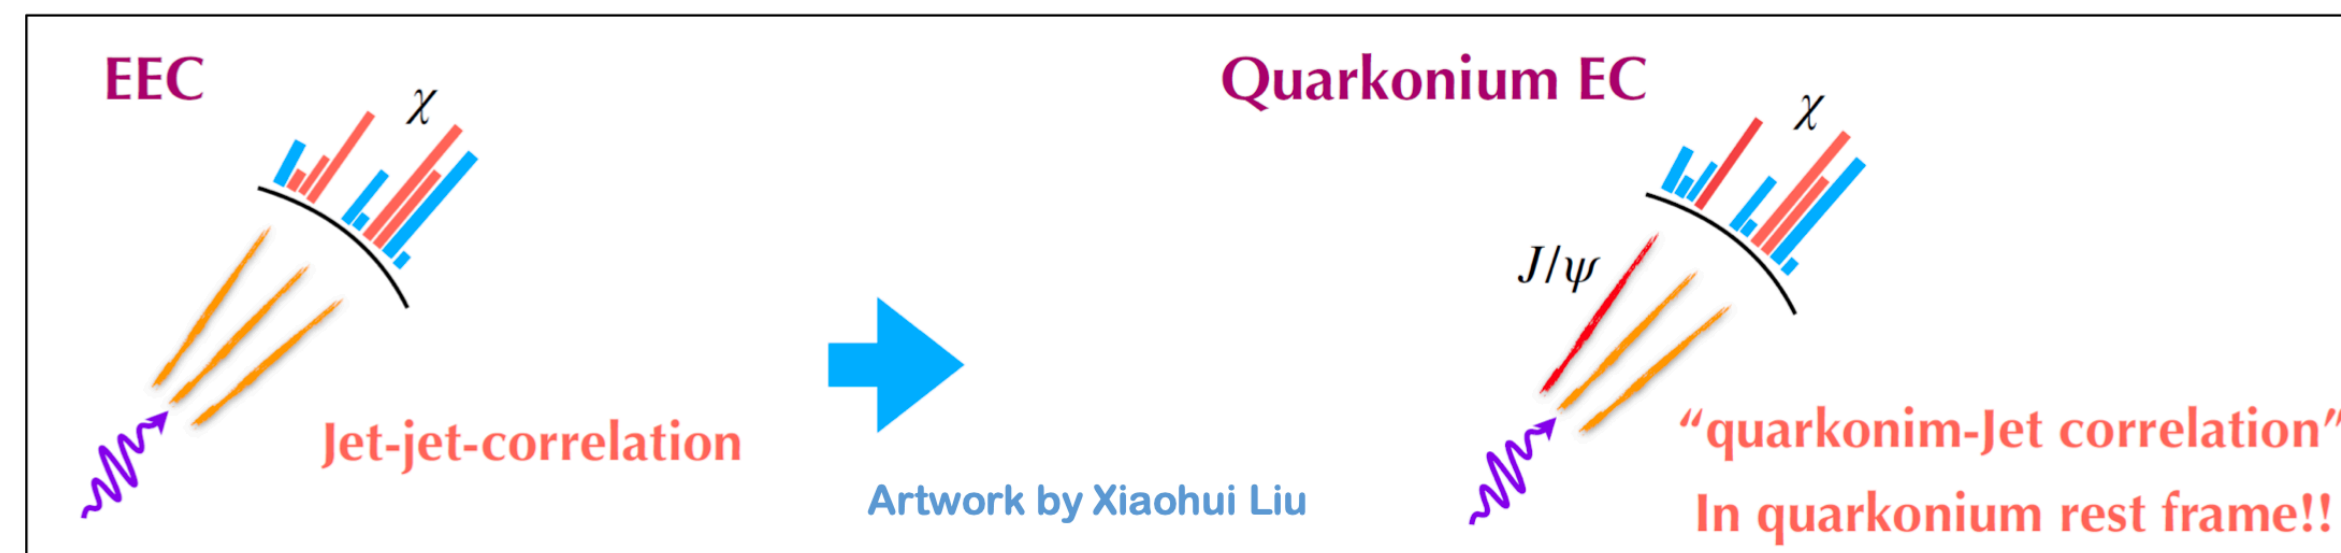 EEC
χ
Jet-jet-correlation
Artwork by Xiaohui Liu
Quarkonium EC
χ
J/ψ
“quarkonim-Jet correlation”
In quarkonium rest frame!!